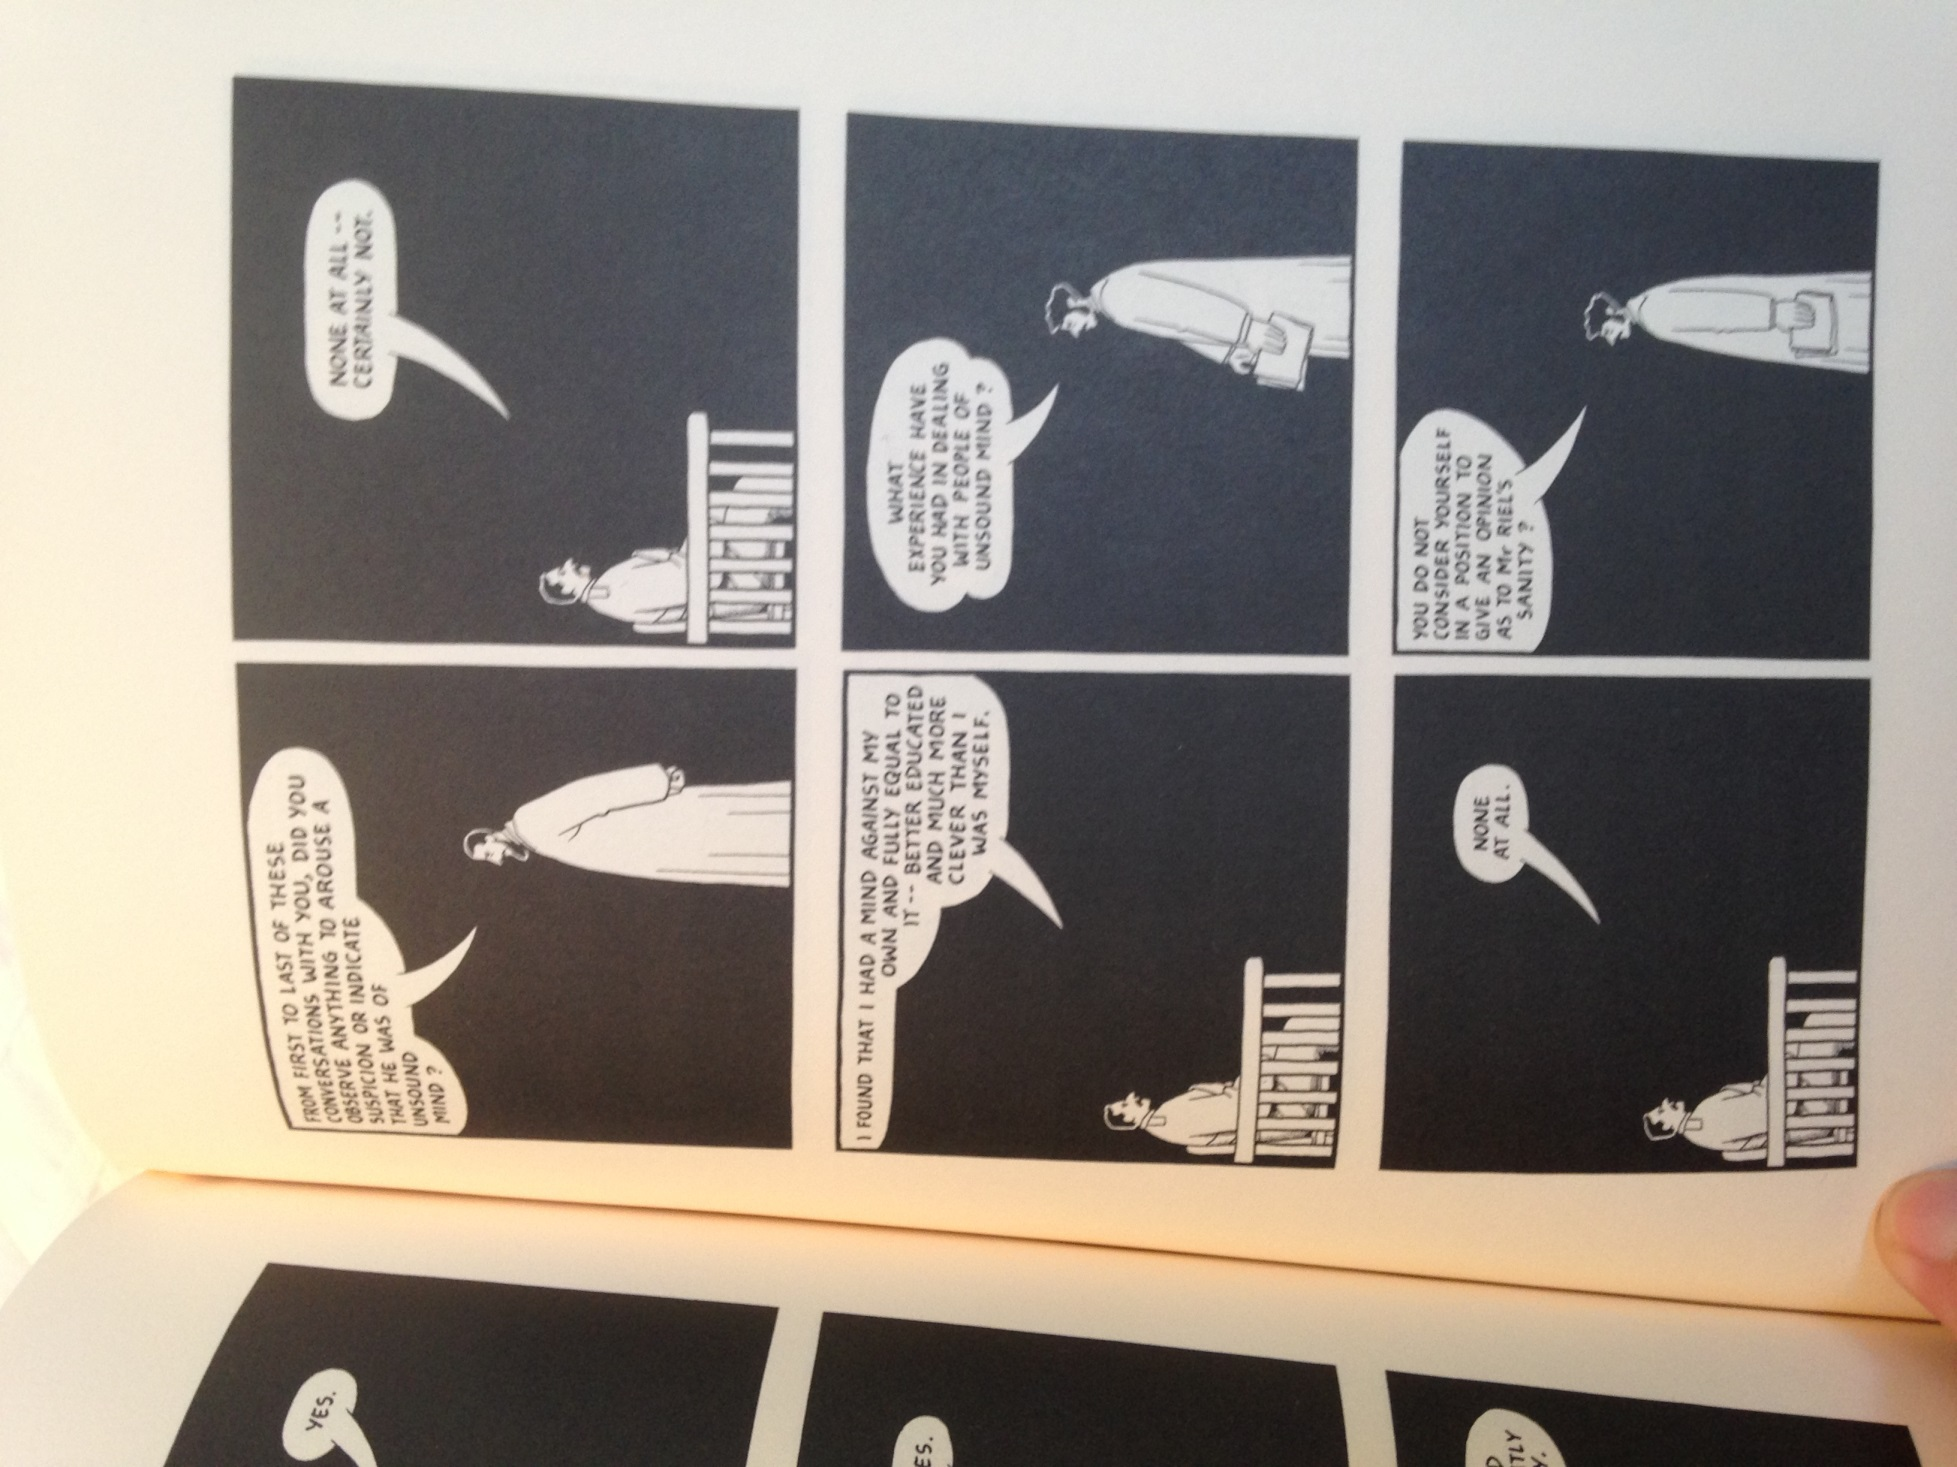 YES.
FROM FIRST TO LAST OF THESE
CONVERSATIONS WITH YOU, DID YOU
OBSERVE ANYTHING TO AROUSE A
SUSPICION OR INDICATE
THAT HE WAS OF
UNSOUND
MIND?
NONE AT ALL --
CERTAINLY NOT.
I FOUND THAT I HAD A MIND AGAINST MY
OWN AND FULLY EQUAL TO
IT -- BETTER EDUCATED
AND MUCH MORE
CLEVER THAN I
WAS MYSELF.
WHAT
EXPERIENCE HAVE
YOU HAD IN DEALING
WITH PEOPLE OF
UNSOUND MIND?
NONE
AT ALL.
YOU DO NOT
CONSIDER YOURSELF
IN A POSITION TO
GIVE AN OPINION
AS TO Mr RIEL'S
SANITY?